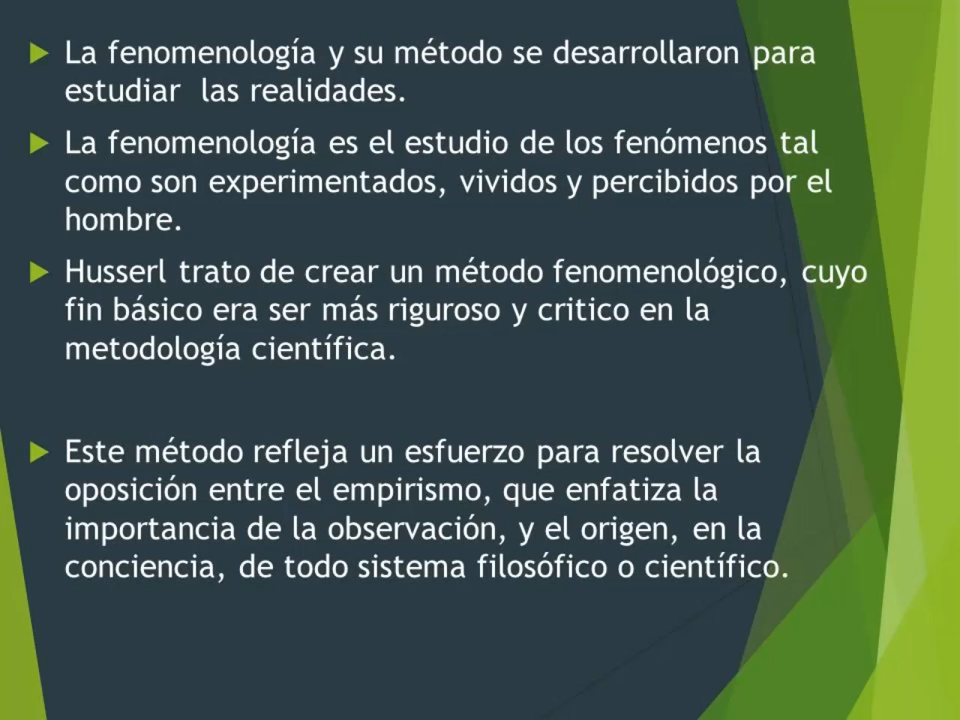 La fenomenología y su método se desarrollaron para
estudiar  las realidades.
La fenomenología es el estudio de los fenómenos tal
como son experimentados, vividos y percibidos por el
hombre.
Husserl trato de crear un método fenomenológico, cuyo
fin básico era ser más riguroso y critico en la
metodología científica.
Este método refleja un esfuerzo para resolver la
oposición entre el empirismo, que enfatiza la
importancia de la observación, y el origen, en la
conciencia, de todo sistema filosófico o científico.